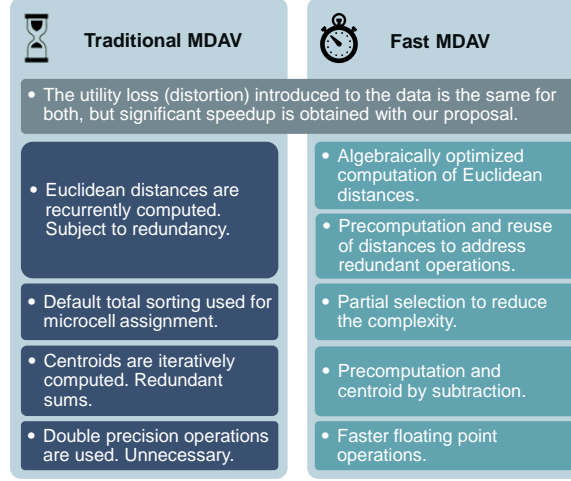 Traditional MDAV
Fast MDAV
• The utility loss (distortion) introduced to the data is the same for
both, but significant speedup is obtained with our proposal.
• Euclidean distances are
recurrently computed.
Subject to redundancy.
• Algebraically optimized
computation of Euclidean
distances.
• Precomputation and reuse
of distances to address
redundant operations.
• Default total sorting used for
microcell assignment.
• Partial selection to reduce
the complexity.
• Centroids are iteratively
computed. Redundant
sums.
• Precomputation and
centroid by subtraction.
• Double precision operations
are used. Unnecessary.
• Faster floating point
operations.